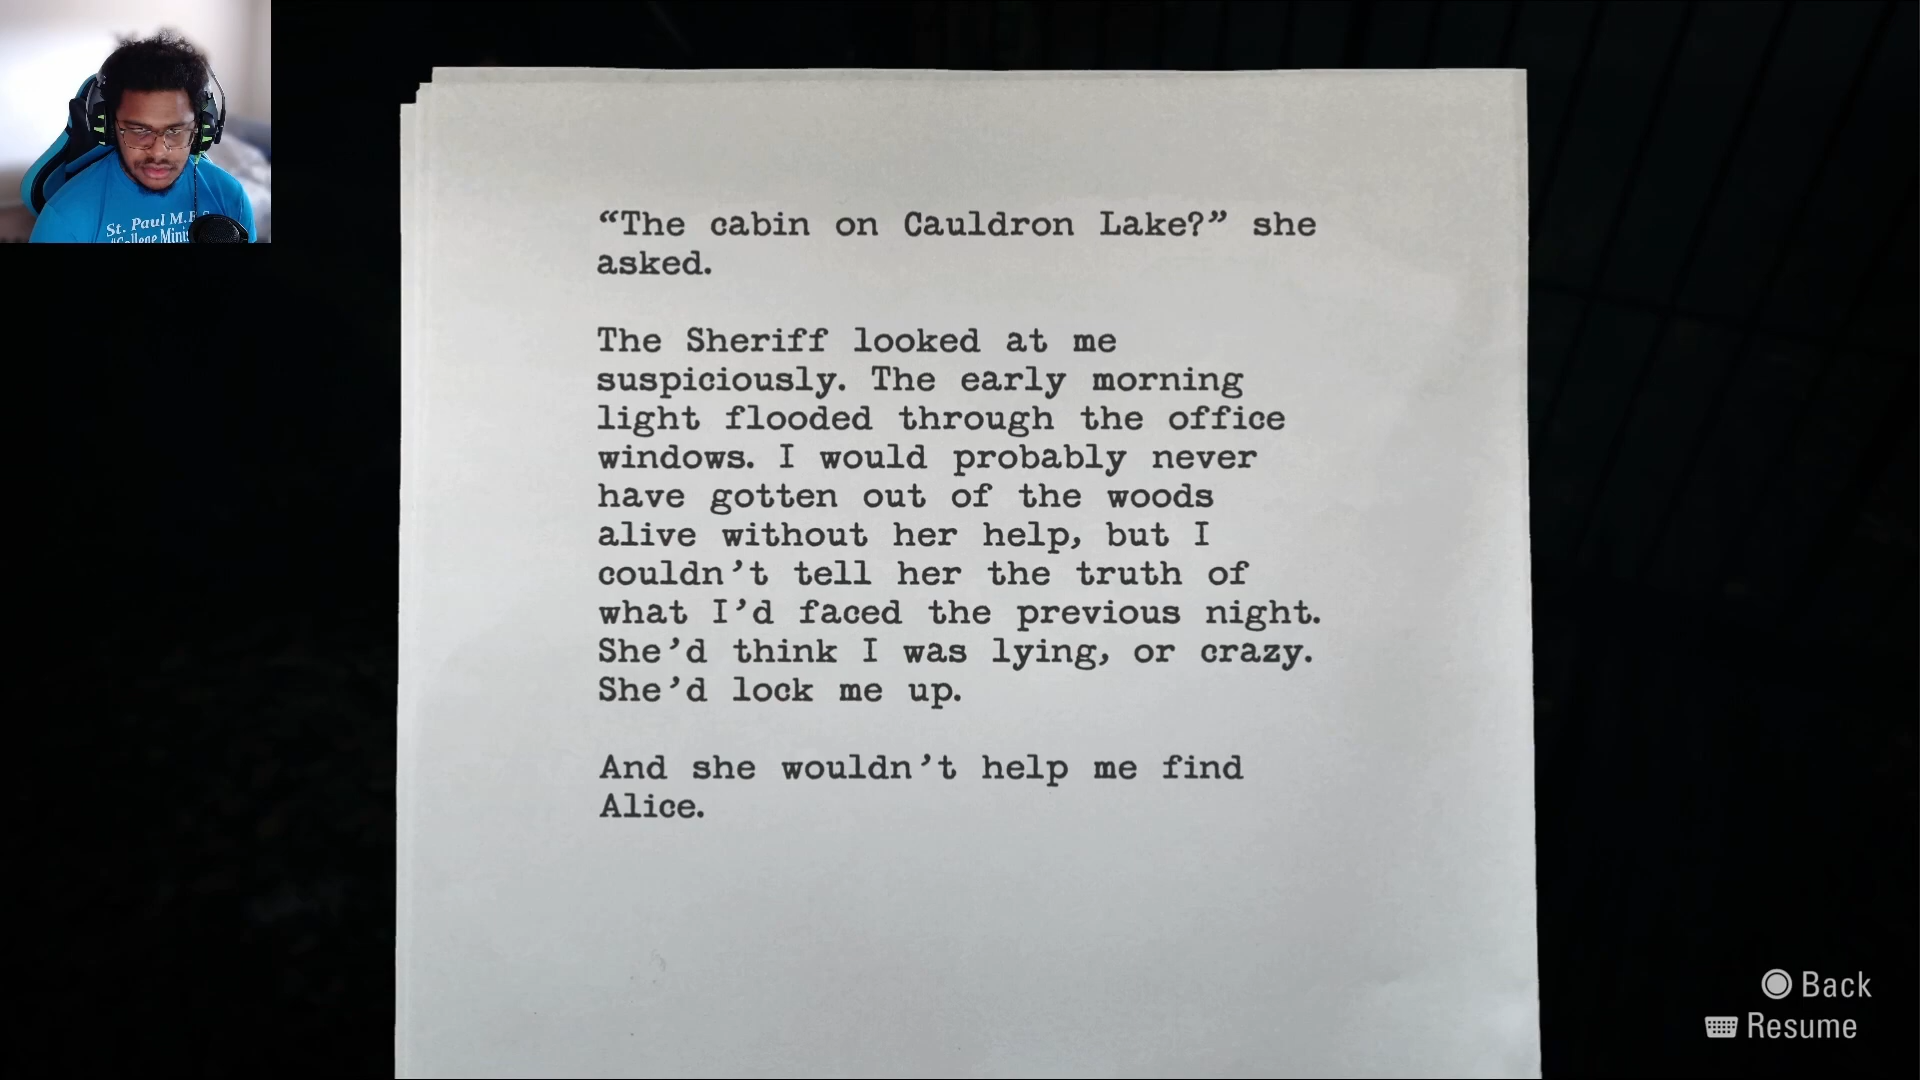 St. Paul M.B.
"The cabin on Cauldron Lake?" she
asked.
The Sheriff looked at me
suspiciously. The early morning
light flooded through the office
windows. I would probably never
have gotten out of the woods
alive without her help, but I
couldn't tell her the truth of
what I'd faced the previous night.
She'd think I was lying, or crazy.
She'd lock me up.
And she wouldn't help me find
Alice.
Back
Resume